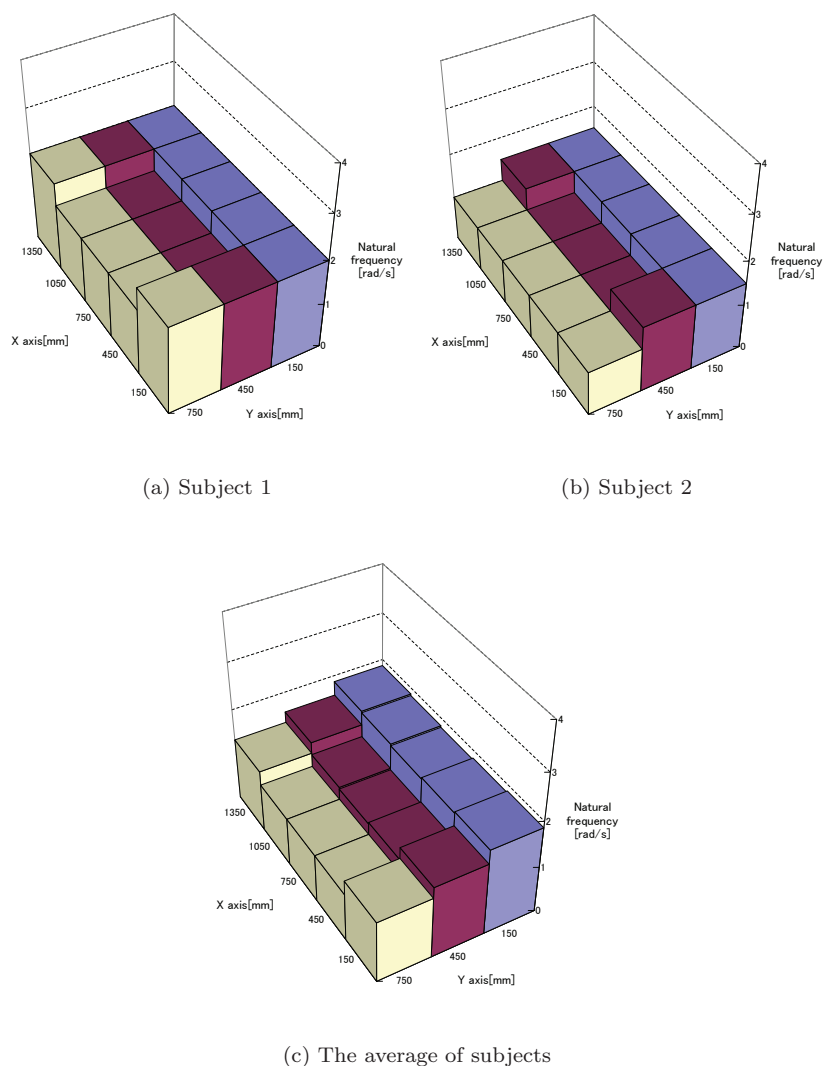 4
3
2
1
0
Natural
frequency
[rad/s]
1350
1050
750
450
150
X axis[mm]
750
450
150
Y axis[mm]
(a) Subject 1
4
3
2
1
0
Natural
frequency
[rad/s]
1350
1050
750
450
150
X axis[mm]
750
450
150
Y axis[mm]
(b) Subject 2
4
3
2
1
0
Natural
frequency
[rad/s]
1350
1050
750
450
150
X axis[mm]
750
450
150
Y axis[mm]
(c) The average of subjects